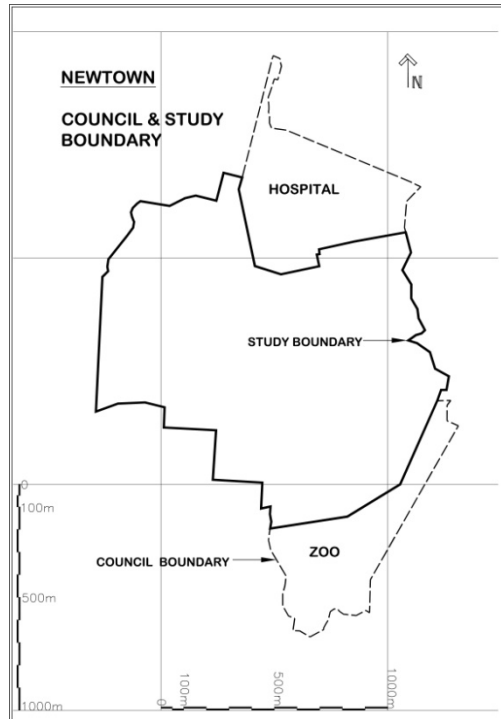 NEWTOWN
COUNCIL & STUDY
BOUNDARY
N
HOSPITAL
STUDY BOUNDARY
0
100m
ZOO
COUNCIL BOUNDARY
500m
1000m
0
100m
500m
1000m